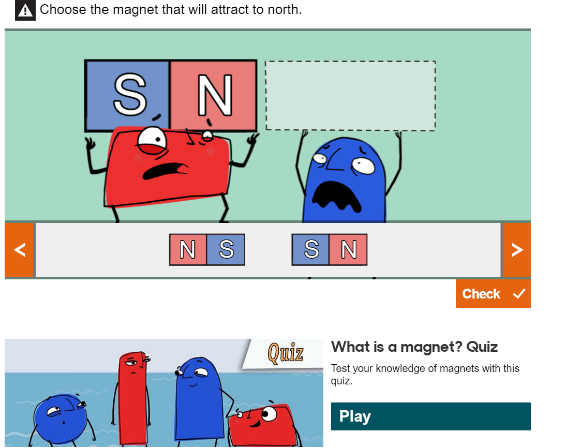 Choose the magnet that will attract to north.
S N
< N S S N >
Check
Quiz
What is a magnet? Quiz
Test your knowledge of magnets with this
quiz.
Play